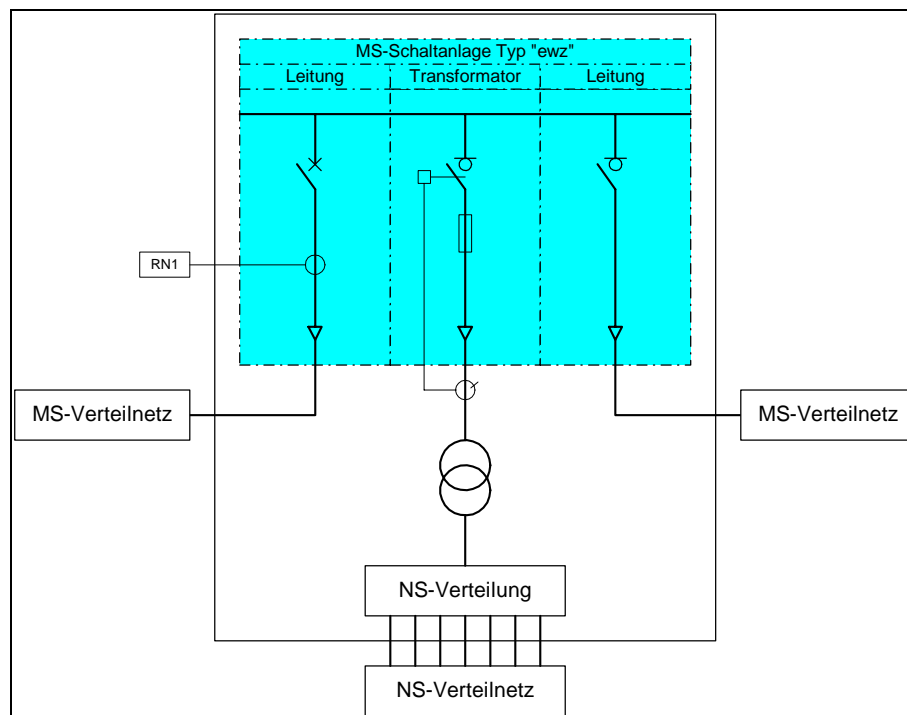 MS-Schaltanlage Typ "ewz"
Leitung
Transformator
Leitung
RN1
MS-Verteilnetz
MS-Verteilnetz
NS-Verteilung
NS-Verteilnetz